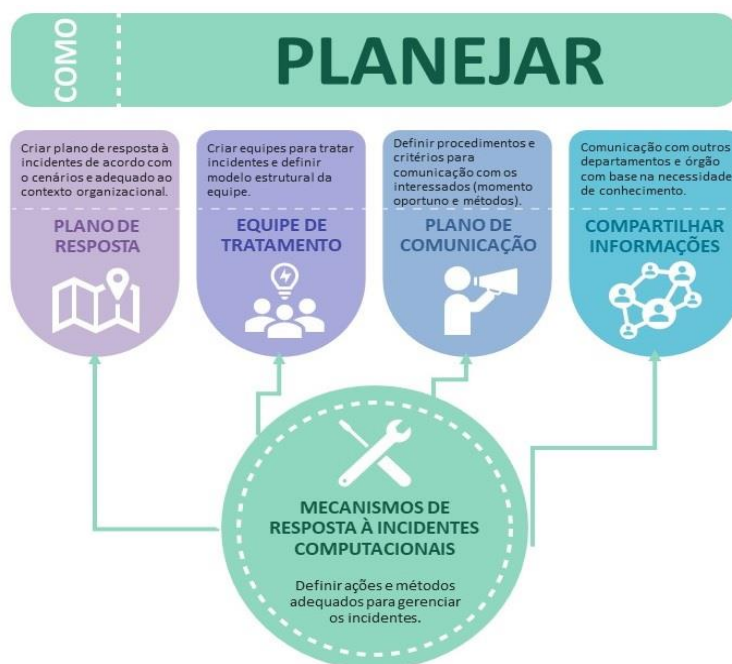 COMO
PLANEJAR
Criar plano de resposta à
incidentes de acordo com
o cenários e adequado ao
contexto organizacional.
PLANO DE
RESPOSTA
Criar equipes para tratar
incidentes e definir
modelo estrutural da
equipe.
EQUIPE DE
TRATAMENTO
Definir procedimentos e
critérios para
comunicação com os
interessados (momento
oportuno e métodos).
PLANO DE
COMUNICAÇÃO
Comunicação com outros
departamentos e órgão
com base na necessidade
de conhecimento.
COMPARTILHAR
INFORMAÇÕES
MECANISMOS DE
RESPOSTA À INCIDENTES
COMPUTACIONAIS
Definir ações e métodos
adequados para gerenciar
os incidentes.